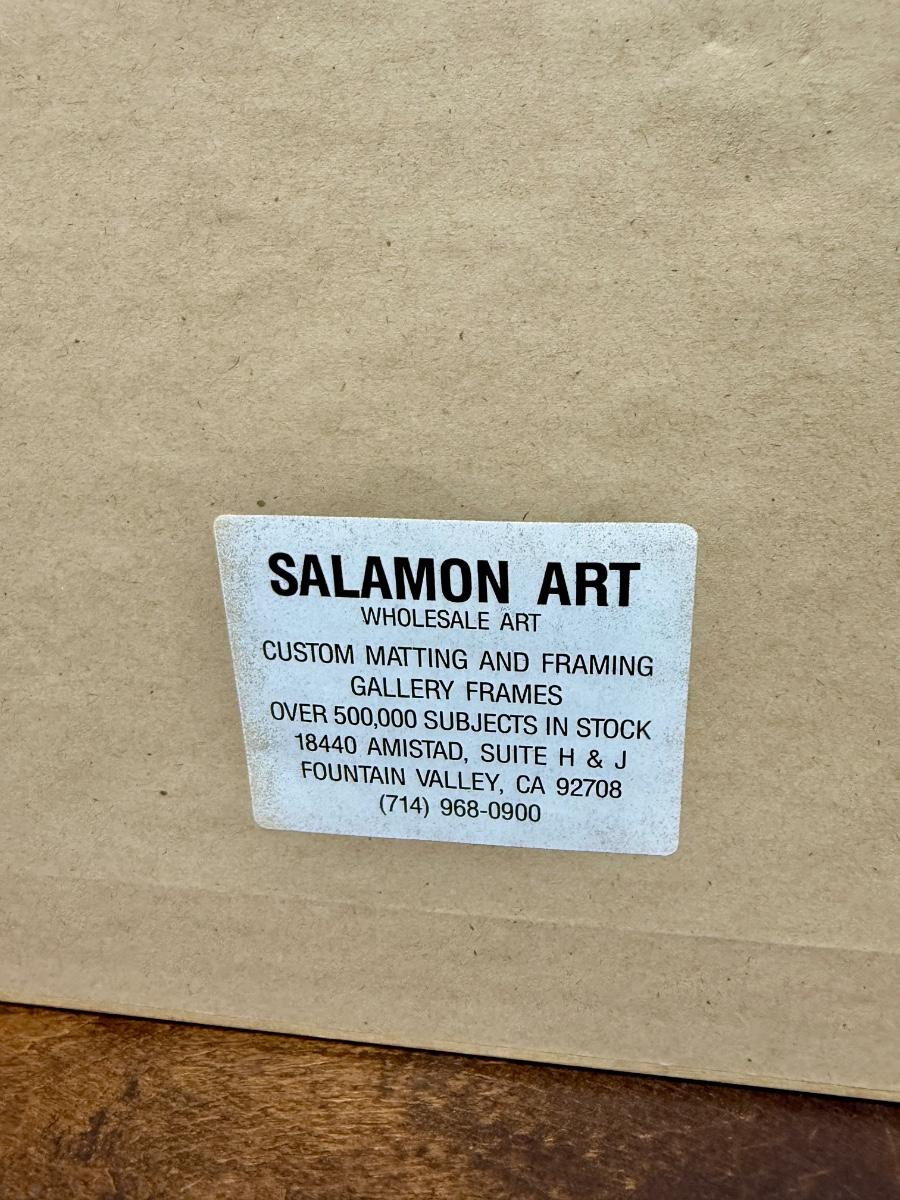 SALAMON ART
WHOLESALE ART
CUSTOM MATTING AND FRAMING
GALLERY FRAMES
OVER 500,000 SUBJECTS IN STOCK
18440 AMISTAD, SUITE H & J
FOUNTAIN VALLEY, CA 92708
(714) 968-0900